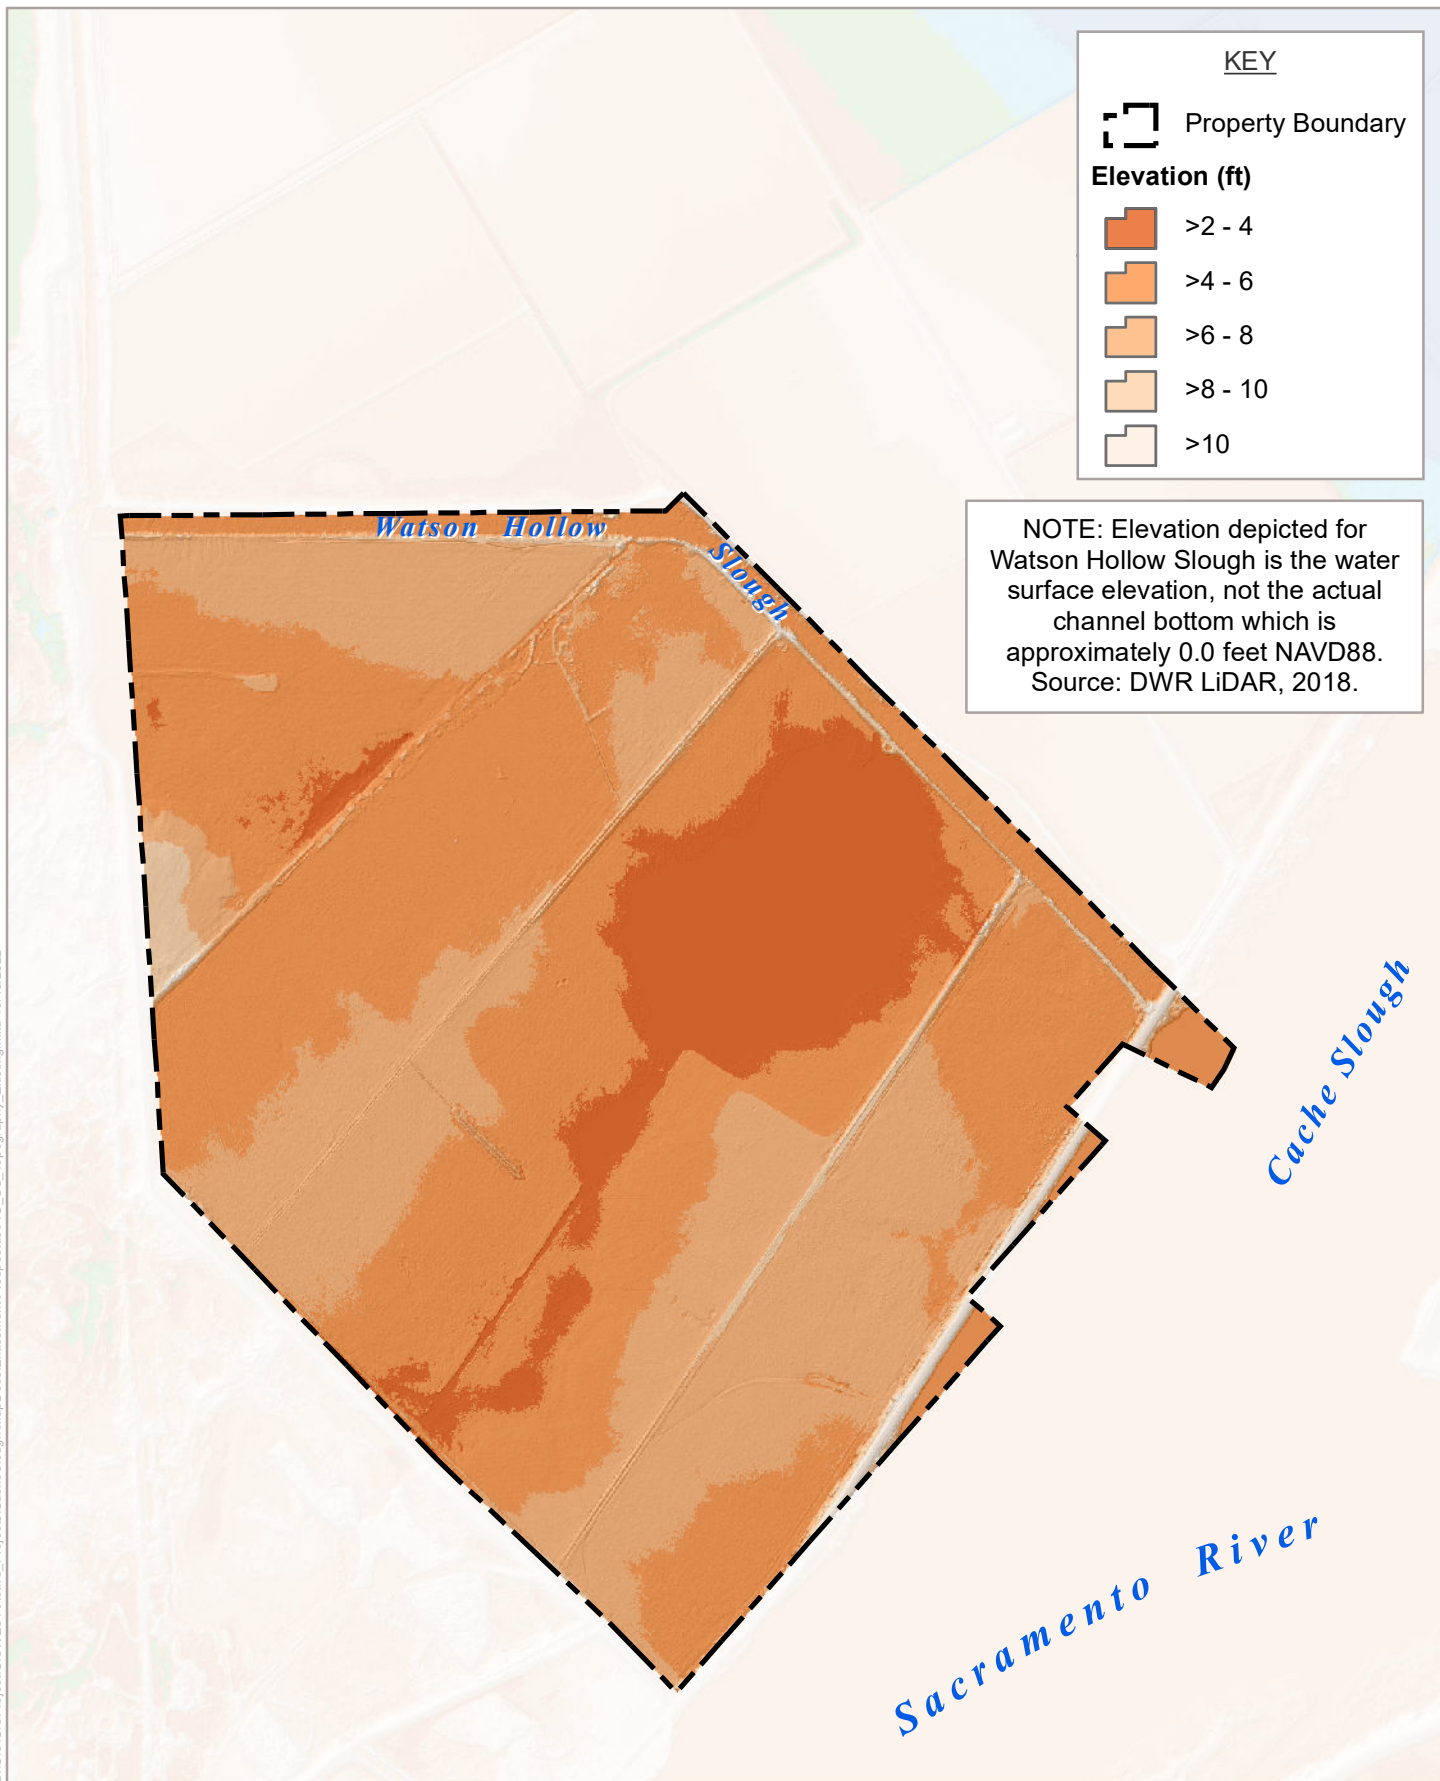 KEY
Property Boundary
Elevation (ft)
>2 - 4
>4 - 6
>6 - 8
>8 - 10
>10
NOTE: Elevation depicted for
Watson Hollow Slough is the water
surface elevation, not the actual
channel bottom which is
approximately 0.0 feet NAVD88.
Source: DWR LiDAR, 2018.
Watson Hollow
Slough
Cache Slough
Sacramento River